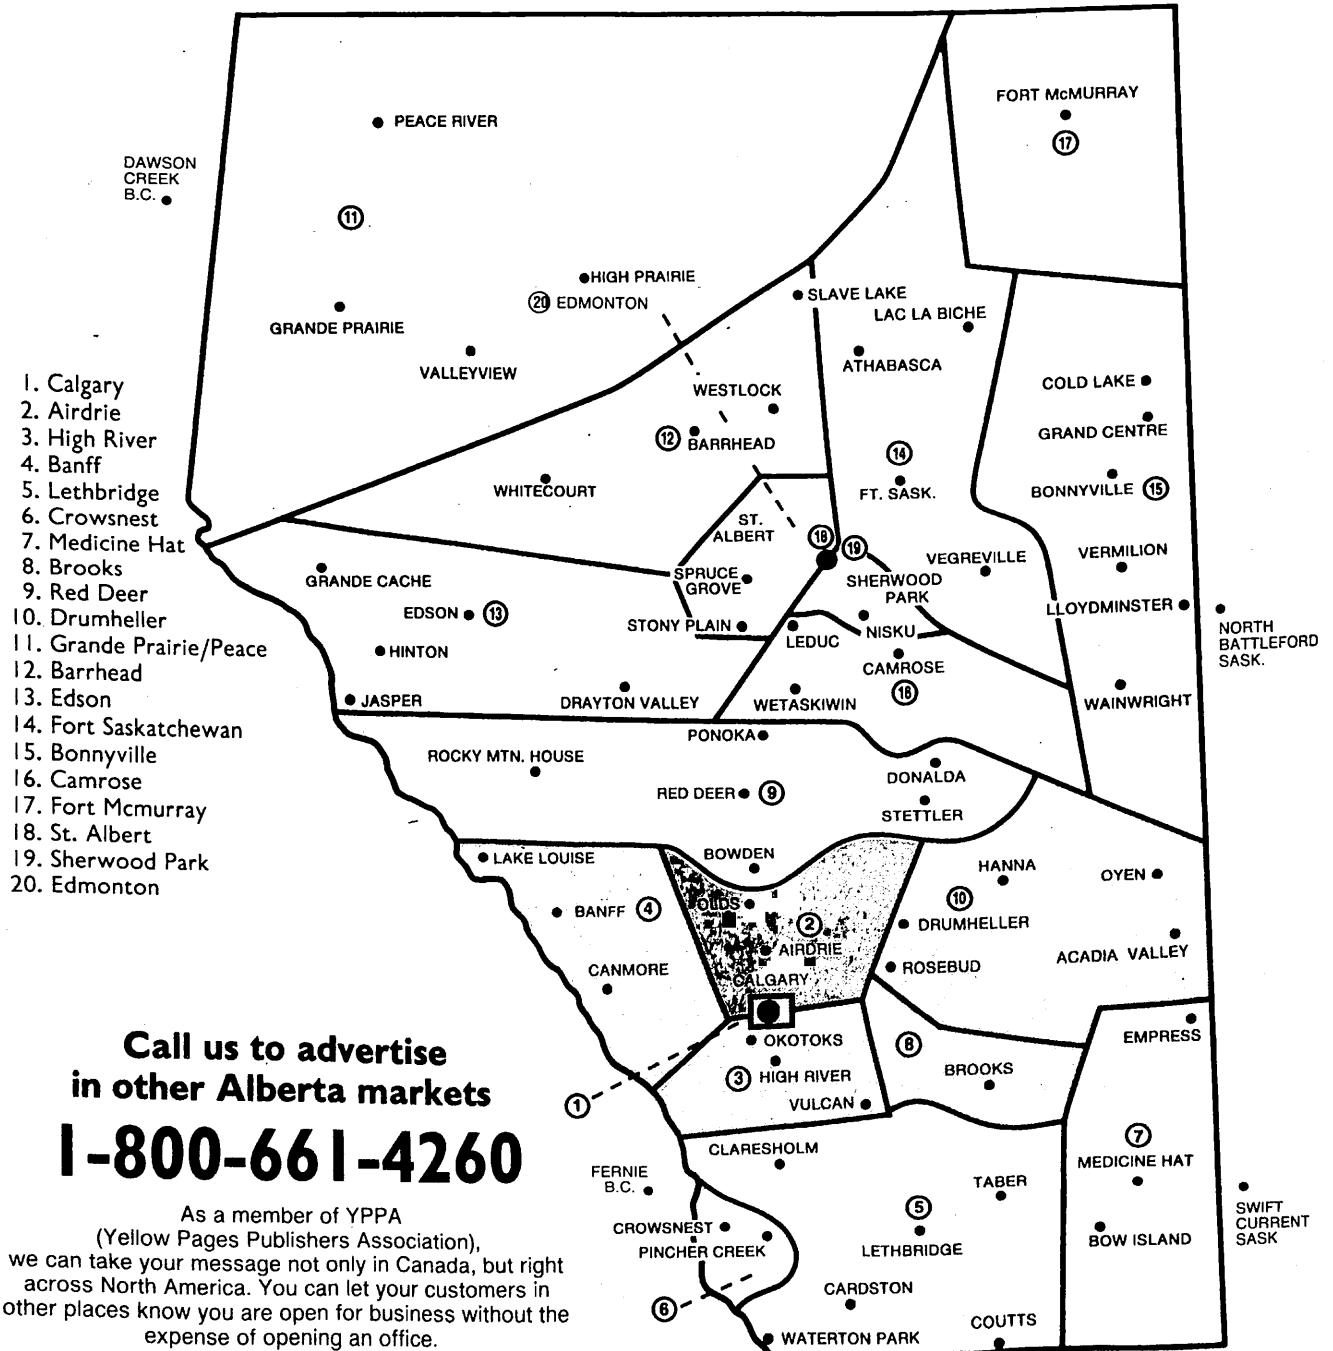 FORT McMURRAY
17
PEACE RIVER
DAWSON
CREEK
B.C.
11
HIGH PRAIRIE
20 EDMONTON
SLAVE LAKE
LAC LA BICHE
GRANDE PRAIRIE
ATHABASCA
VALLEYVIEW
WESTLOCK
COLD LAKE
GRAND CENTRE
12
BARRHEAD
14
FT. SASK.
WHITECOURT
BONNYVILLE 15
ST.
ALBERT
18
19
VEGREVILLE
VERMILION
GRANDE CACHE
SPRUCE
GROVE
SHERWOOD
PARK
EDSON 13
LLOYDMINSTER
NORTH
BATTLEFORD
SASK.
STONY PLAIN
LEDUC
NISKU
HINTON
CAMROSE
16
JASPER
DRAYTON VALLEY
WETASKIWIN
WAINWRIGHT
PONOKA
ROCKY MTN. HOUSE
DONALDA
RED DEER 9
STETTLER
1. Calgary
2. Airdrie
3. High River
4. Banff
5. Lethbridge
6. Crowsnest
7. Medicine Hat
8. Brooks
9. Red Deer
10. Drumheller
11. Grande Prairie/Peace
12. Barrhead
13. Edson
14. Fort Saskatchewan
15. Bonnyville
16. Camrose
17. Fort Mcmurray
18. St. Albert
19. Sherwood Park
20. Edmonton
LAKE LOUISE
BOWDEN
HANNA
OYEN
BANFF 4
OLDS
10
2
DRUMHELLER
AIRDRIE
ACADIA VALLEY
CANMORE
CALGARY
ROSEBUD
EMPRESS
OKOTOKS
8
3 HIGH RIVER
BROOKS
1
VULCAN
7
CLARESHOLM
MEDICINE HAT
FERNIE
B.C.
TABER
5
SWIFT
CURRENT
SASK
CROWSNEST
PINCHER CREEK
LETHBRIDGE
BOW ISLAND
6
CARDSTON
COUTTS
WATERTON PARK
Call us to advertise
in other Alberta markets
1-800-661-4260
As a member of YPPA
(Yellow Pages Publishers Association),
we can take your message not only in Canada, but right
across North America. You can let your customers in
other places know you are open for business without the
expense of opening an office.